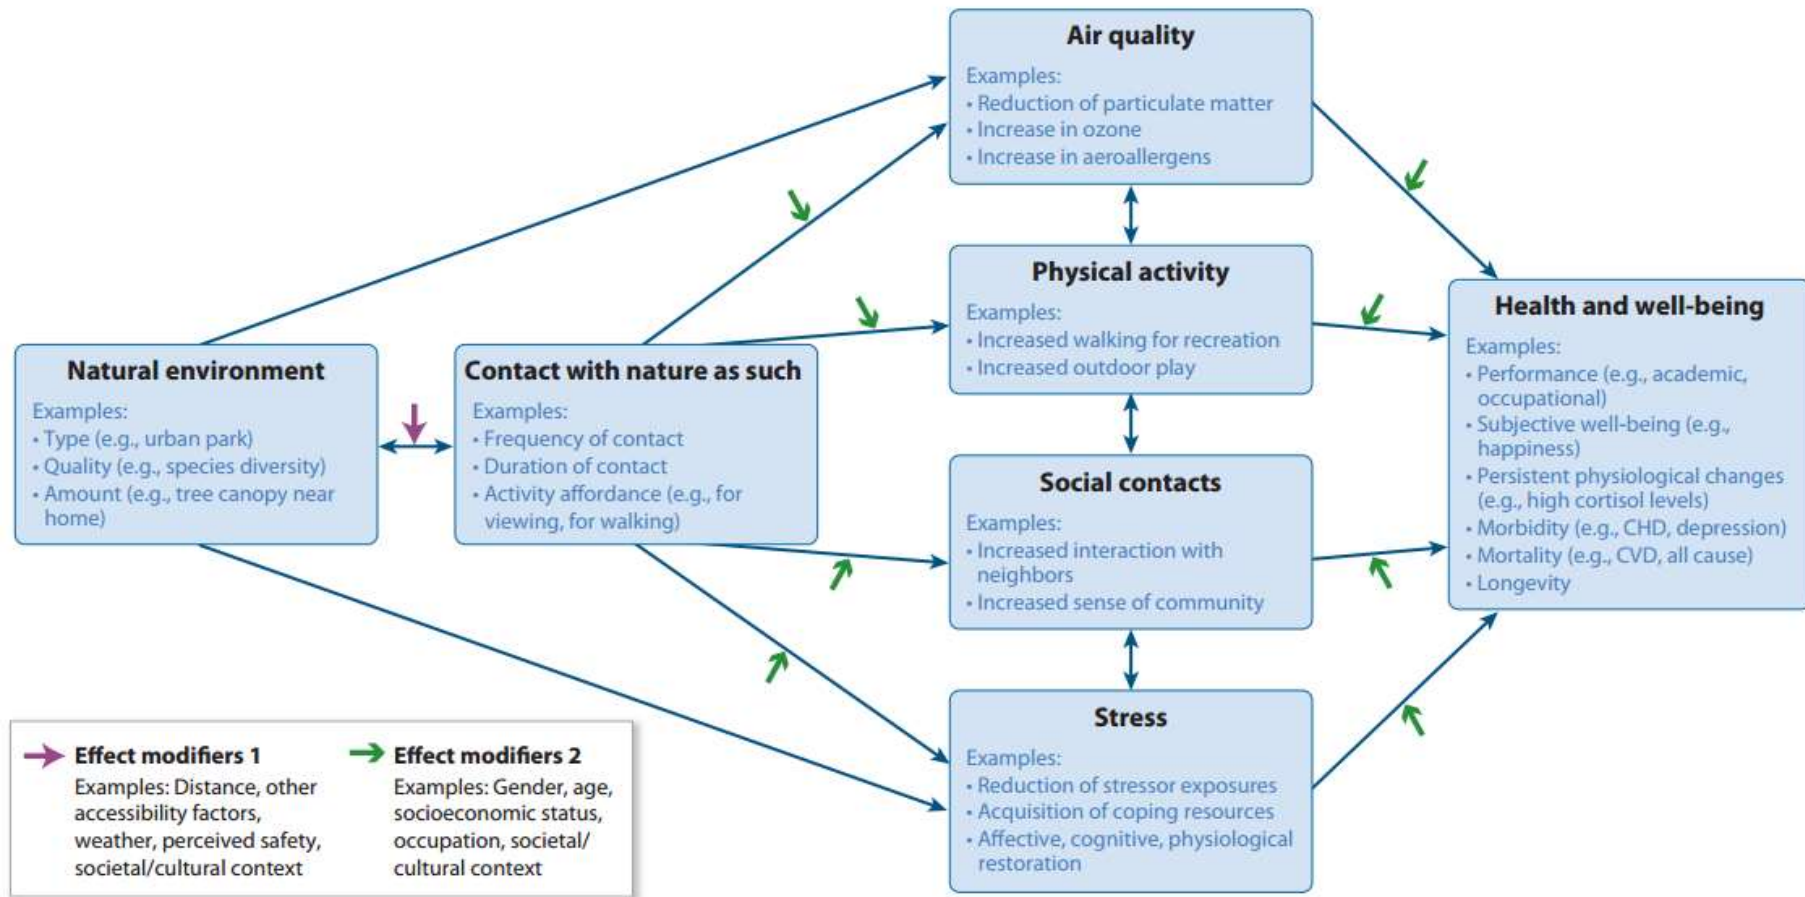 Air quality
Examples:
• Reduction of particulate matter
• Increase in ozone
• Increase in aeroallergens
Physical activity
Examples:
• Increased walking for recreation
• Increased outdoor play
Natural environment
Examples:
• Type (e.g., urban park)
• Quality (e.g., species diversity)
• Amount (e.g., tree canopy near
home)
Contact with nature as such
Examples:
• Frequency of contact
• Duration of contact
• Activity affordance (e.g., for
viewing, for walking)
Social contacts
Examples:
• Increased interaction with
neighbors
• Increased sense of community
Stress
Examples:
• Reduction of stressor exposures
• Acquisition of coping resources
• Affective, cognitive, physiological
restoration
Health and well-being
Examples:
• Performance (e.g., academic,
occupational)
• Subjective well-being (e.g.,
happiness)
• Persistent physiological changes
(e.g., high cortisol levels)
• Morbidity (e.g., CHD, depression)
• Mortality (e.g., CVD, all cause)
• Longevity
Effect modifiers 1
Examples: Distance, other
accessibility factors,
weather, perceived safety,
societal/cultural context
Effect modifiers 2
Examples: Gender, age,
socioeconomic status,
occupation, societal/
cultural context